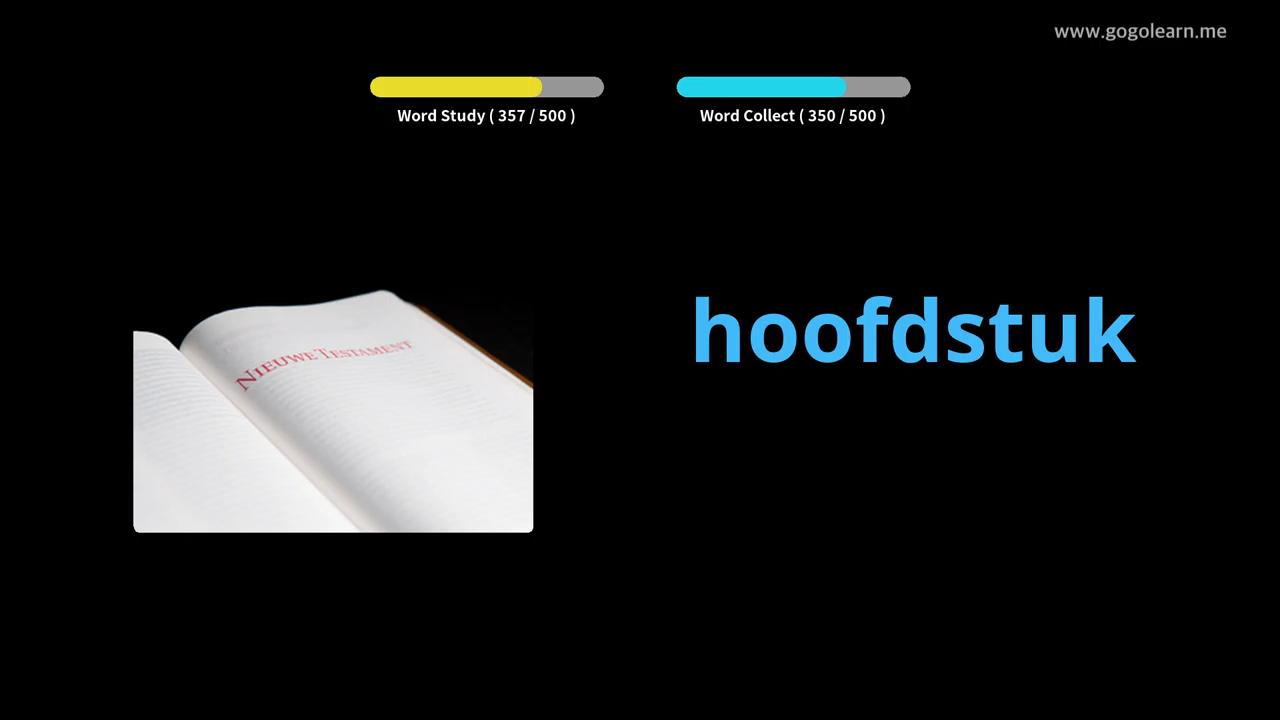 www.gogolearn.me
Word Study ( 357 / 500 )
Word Collect ( 350 / 500 )
hoofdstuk
NIEUWE TESTAMENT